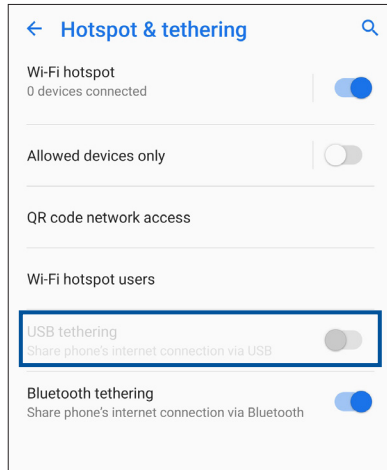 Hotspot & tethering
Wi-Fi hotspot
0 devices connected
Allowed devices only
QR code network access
Wi-Fi hotspot users
USB tethering
Share phone's internet connection via USB
Bluetooth tethering
Share phone's internet connection via Bluetooth